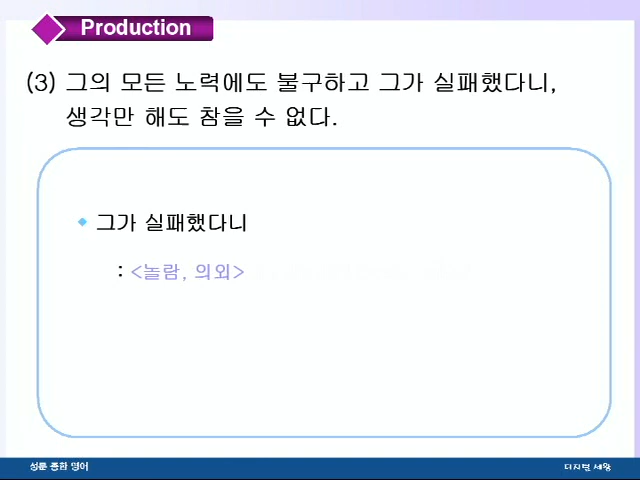 Production
(3) 그의 모든 노력에도 불구하고 그가 실패했다니,
생각만 해도 참을 수 없다.
그가 실패했다니
: <놀람, 의외>
성문 종합 영어
디지털 세왕